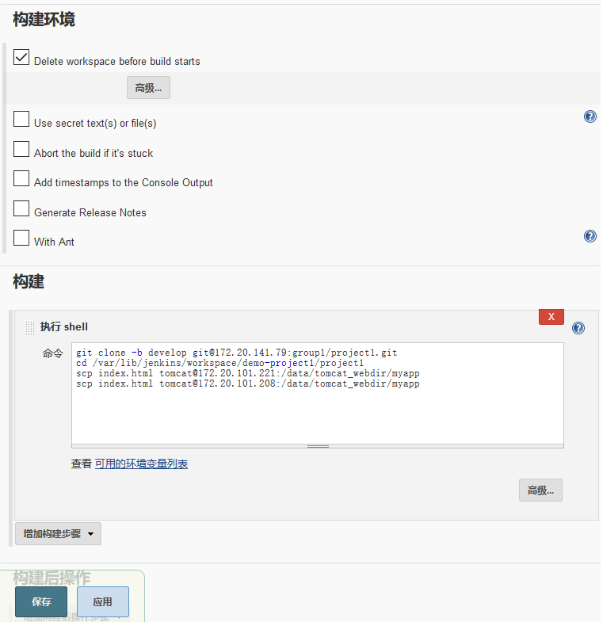 构建环境
Delete workspace before build starts
高级...
Use secret text(s) or file(s)
Abort the build if it's stuck
Add timestamps to the Console Output
Generate Release Notes
With Ant
构建
X
执行 shell
命令
git clone -b develop git@172.20.141.79:group1/project1.git
cd /var/lib/jenkins/workspace/demo-project1/project1
scp index.html tomcat@172.20.101.221:/data/tomcat_webdir/myapp
scp index.html tomcat@172.20.101.208:/data/tomcat_webdir/myapp
查看 可用的环境变量列表
高级...
增加构建步骤
构建后操作
保存
应用